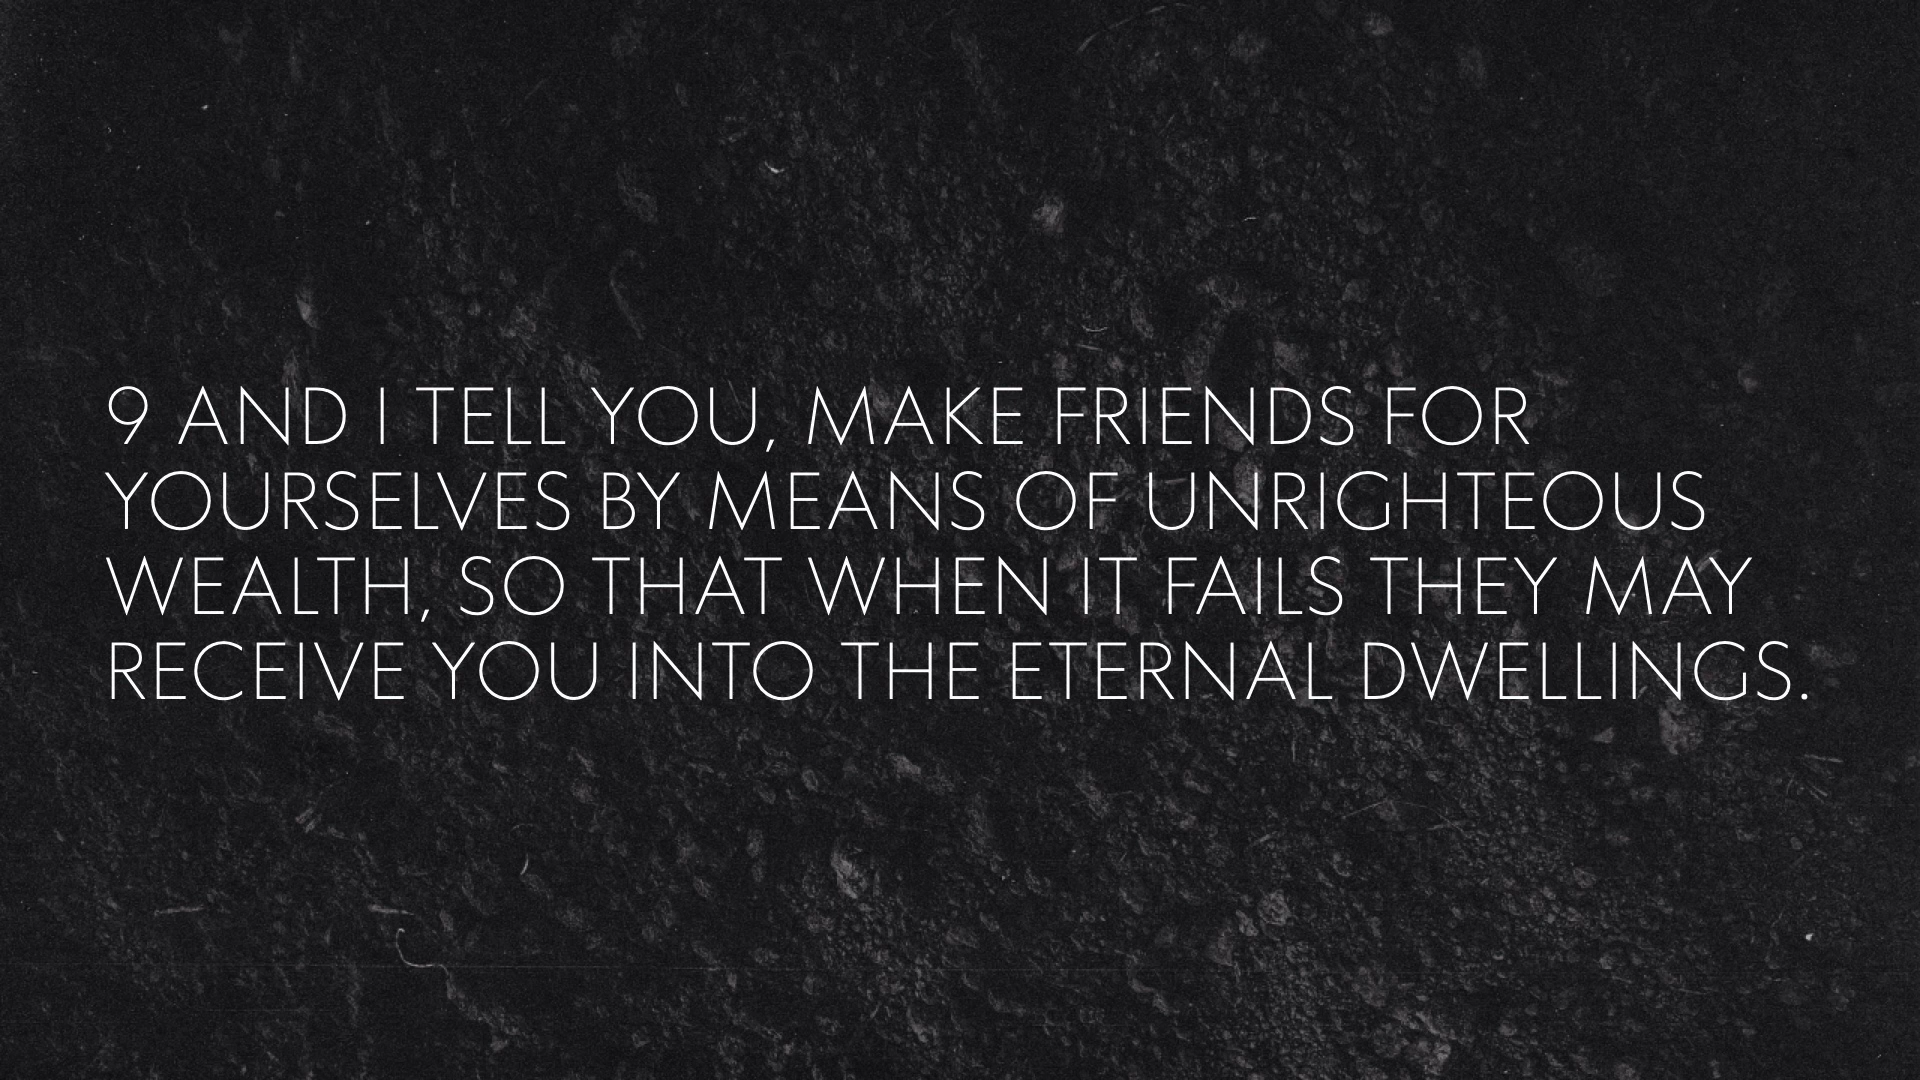 9 AND I TELL YOU, MAKE FRIENDS FOR
YOURSELVES BY MEANS OF UNRIGHTEOUS
WEALTH, SO THAT WHEN IT FAILS THEY MAY
RECEIVE YOU INTO THE ETERNAL DWELLINGS.